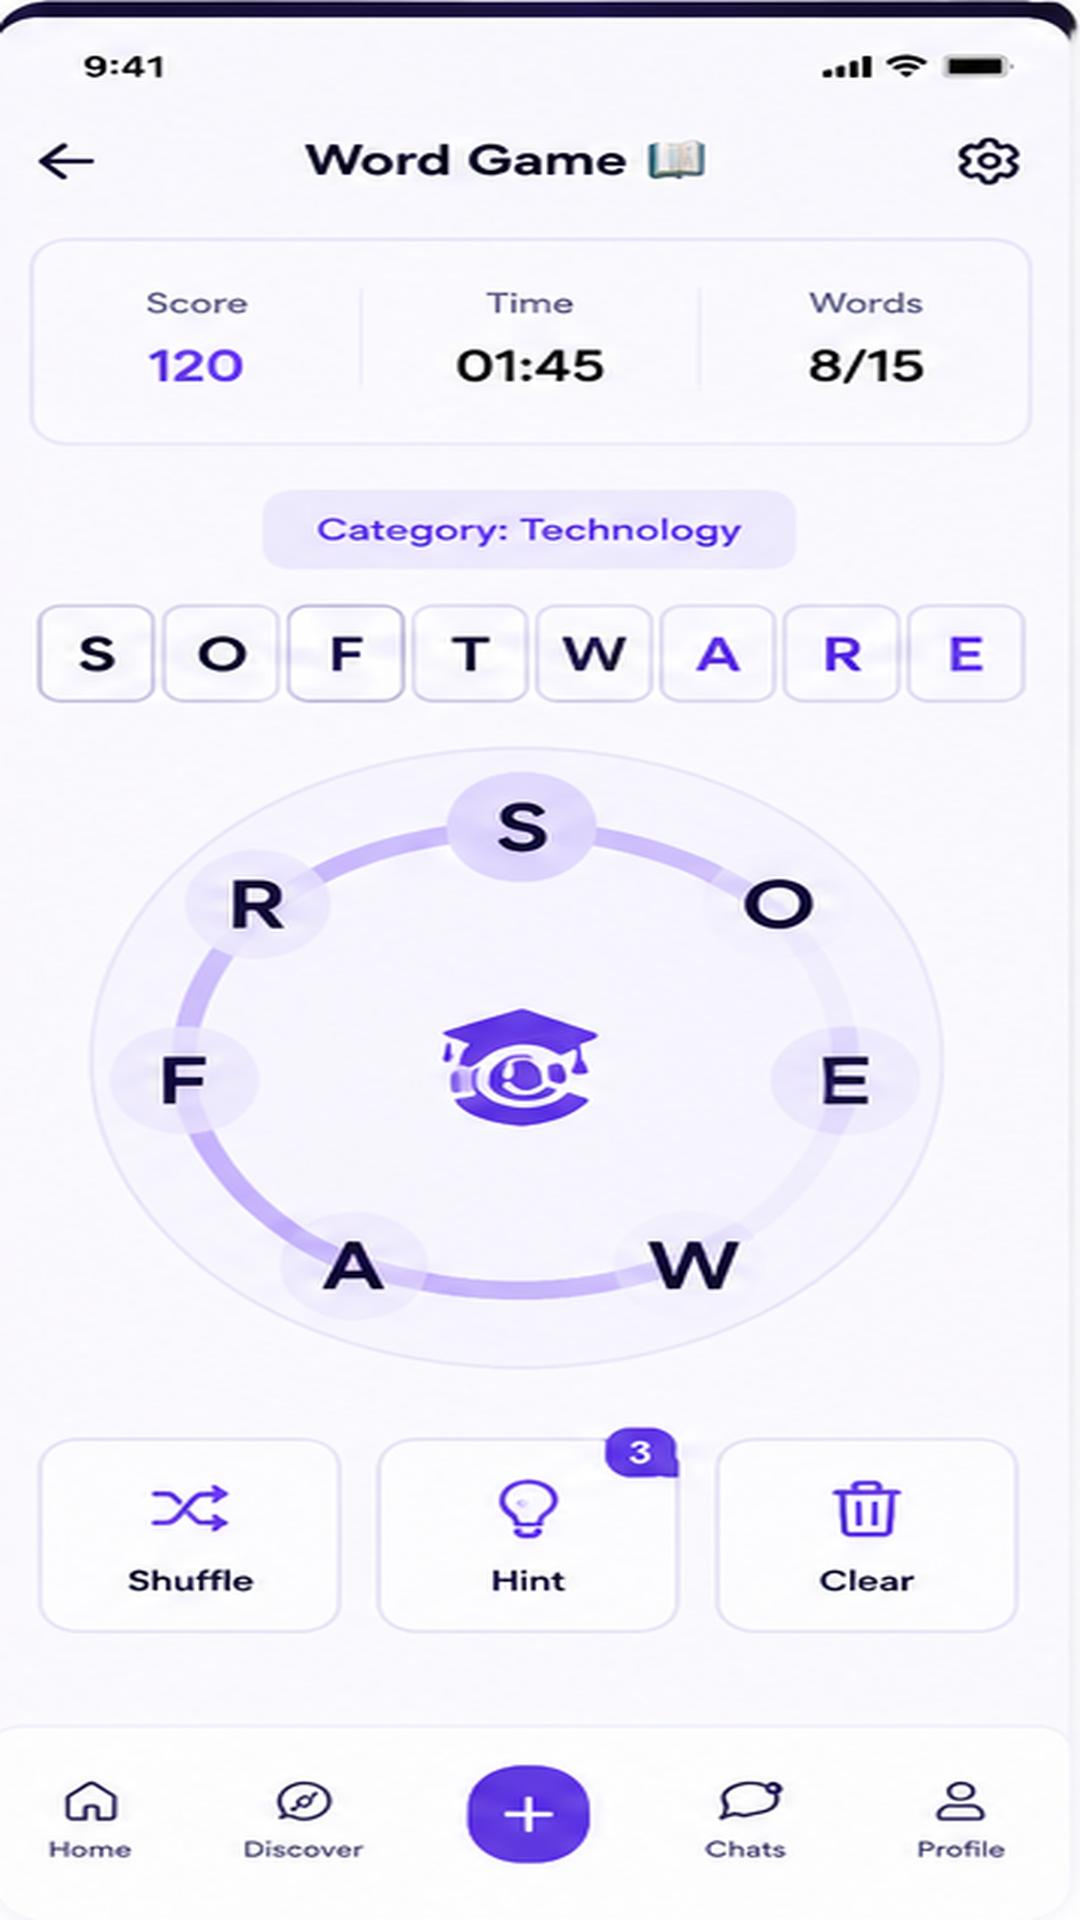 9:41
Word Game
Score Time Words
120 01:45 8/15
Category: Technology
S O F T W A R E
S
R O
F E
A W
3
Shuffle Hint Clear
Home Discover Chats Profile